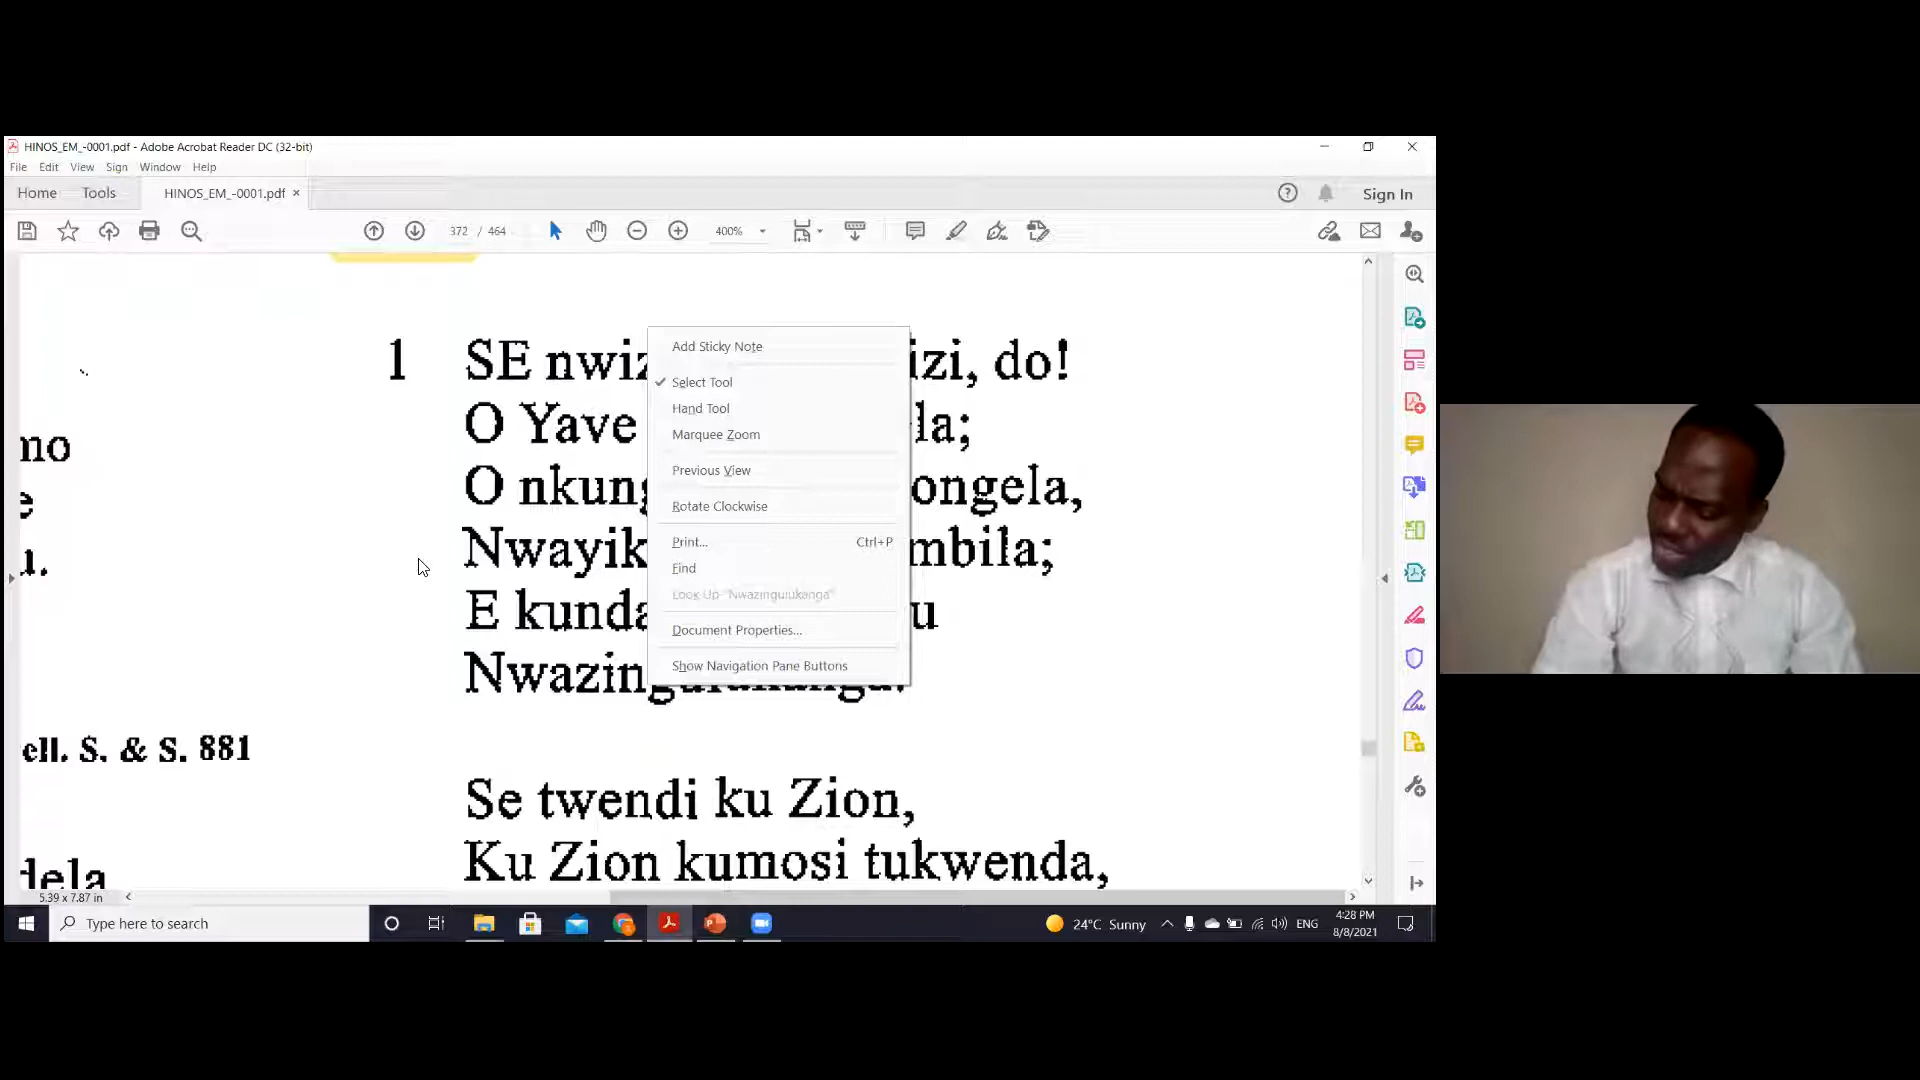 HINOS_EM_-0001.pdf - Adobe Acrobat Reader DC (32-bit)
File Edit View Sign Window Help
Home Tools HINOS_EM_-0001.pdf × Sign In
372 / 464 400%
1 SE nwiz izi, do!
O Yave la;
O nkung ongela,
Nwayik mbila;
E kunda u
Nwazingulukanga.
Se twendi ku Zion,
Ku Zion kumosi tukwenda,
mo
e
u.
ell. S. & S. 881
dela
Add Sticky Note
Select Tool
Hand Tool
Marquee Zoom
Previous View
Rotate Clockwise
Print... Ctrl+P
Find
Look Up "Nwazingulukanga"
Document Properties...
Show Navigation Pane Buttons
5.39 x 7.87 in
Type here to search
24°C Sunny ENG 4:28 PM
8/8/2021